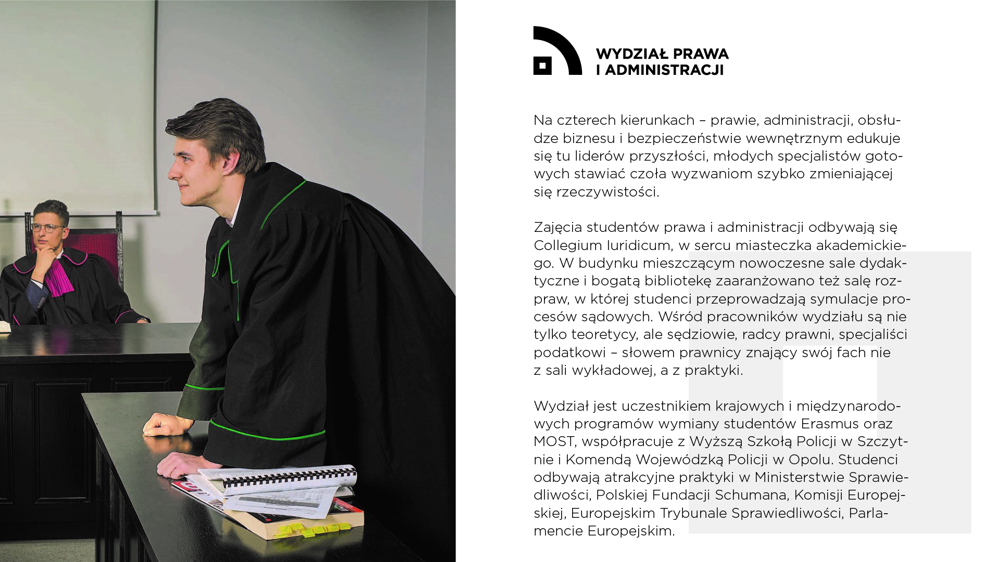 WYDZIAŁ PRAWA
I ADMINISTRACJI
Na czterech kierunkach – prawie, administracji, obsłu-
dze biznesu i bezpieczeństwie wewnętrznym edukuje
się tu liderów przyszłości, młodych specjalistów goto-
wych stawiać czoła wyzwaniom szybko zmieniającej
się rzeczywistości.
Zajęcia studentów prawa i administracji odbywają się
Collegium Iuridicum, w sercu miasteczka akademickie-
go. W budynku mieszczącym nowoczesne sale dydak-
tyczne i bogatą bibliotekę zaaranżowano też salę roz-
praw, w której studenci przeprowadzają symulacje pro-
cesów sądowych. Wśród pracowników wydziału są nie
tylko teoretycy, ale sędziowie, radcy prawni, specjaliści
podatkowi – słowem prawnicy znający swój fach nie
z sali wykładowej, a z praktyki.
Wydział jest uczestnikiem krajowych i międzynarodo-
wych programów wymiany studentów Erasmus oraz
MOST, współpracuje z Wyższą Szkołą Policji w Szczyt-
nie i Komendą Wojewódzką Policji w Opolu. Studenci
odbywają atrakcyjne praktyki w Ministerstwie Sprawie-
dliwości, Polskiej Fundacji Schumana, Komisji Europej-
skiej, Europejskim Trybunale Sprawiedliwości, Parla-
mencie Europejskim.